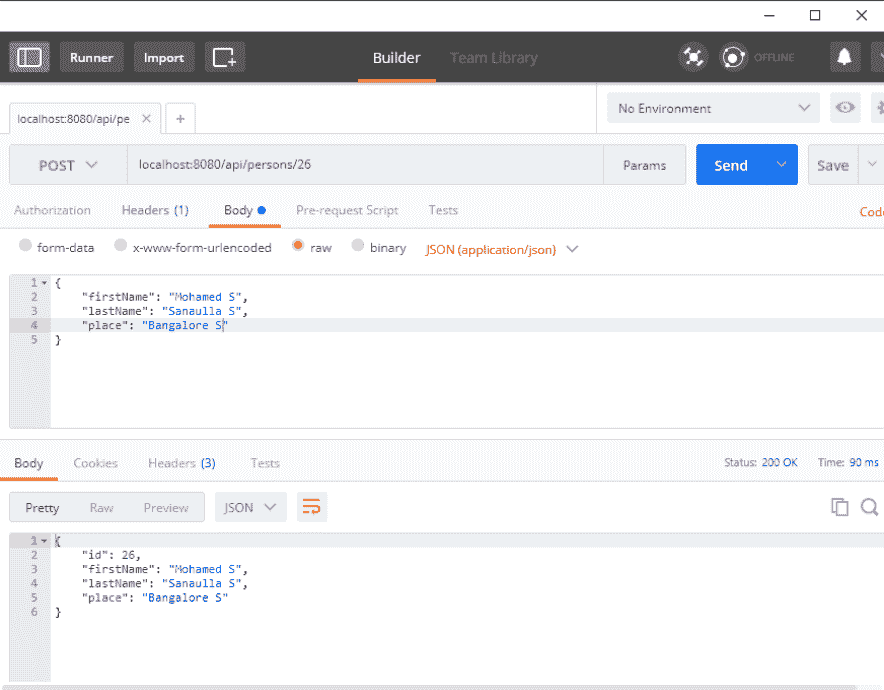 Runner Import Builder Team Library OFFLINE
localhost:8080/api/pe × + No Environment
POST localhost:8080/api/persons/26 Params Send Save
Authorization Headers (1) Body Pre-request Script Tests
form-data x-www-form-urlencoded raw binary JSON (application/json)
1 {
2 "firstName": "Mohamed S",
3 "lastName": "Sanaulla S",
4 "place": "Bangalore S"
5 }
Body Cookies Headers (3) Tests Status: 200 OK Time: 90 ms
Pretty Raw Preview JSON
1 {
2 "id": 26,
3 "firstName": "Mohamed S",
4 "lastName": "Sanaulla S",
5 "place": "Bangalore S"
6 }